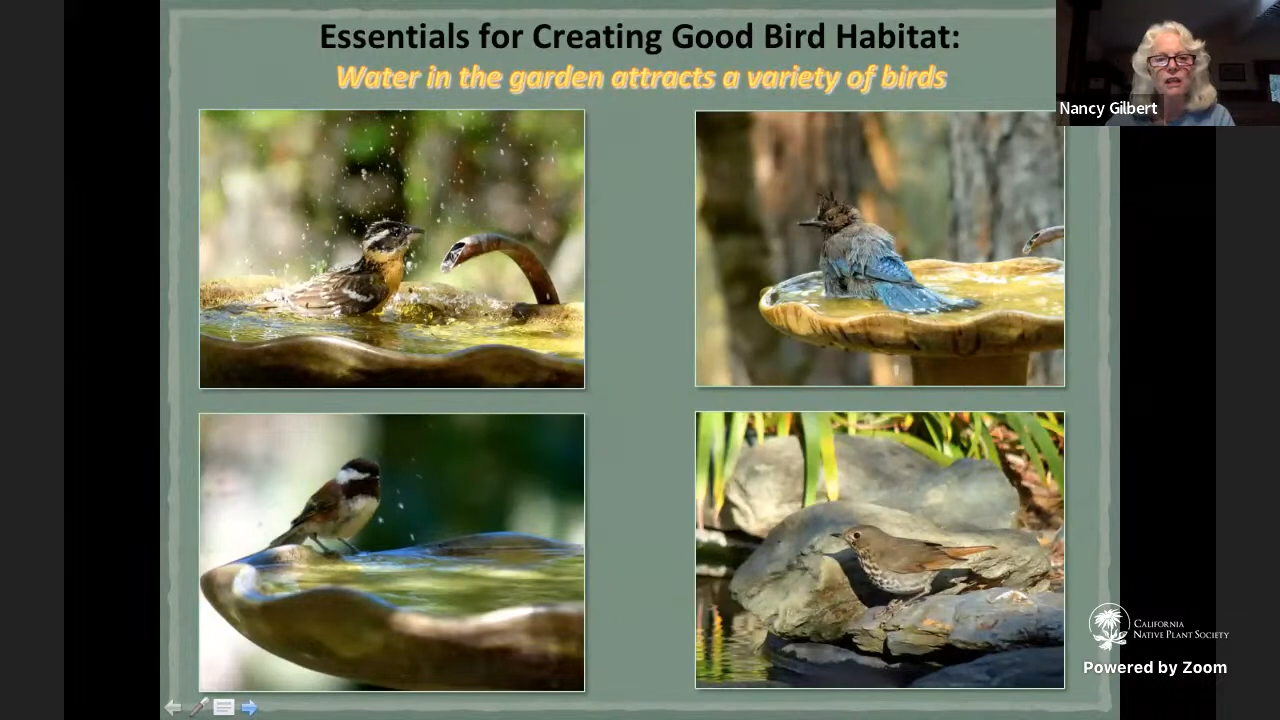 Essentials for Creating Good Bird Habitat:
Water in the garden attracts a variety of birds
Nancy Gilbert
CALIFORNIA
NATIVE PLANT SOCIETY
Powered by Zoom